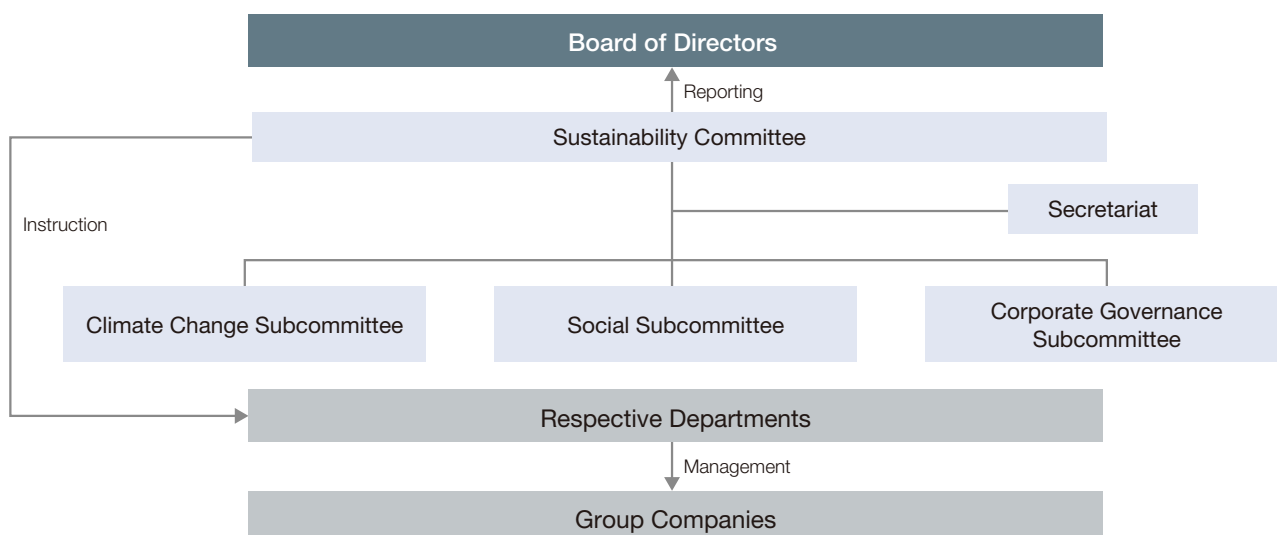 Board of Directors
Reporting
Sustainability Committee
Secretariat
Instruction
Climate Change Subcommittee
Social Subcommittee
Corporate Governance
Subcommittee
Respective Departments
Management
Group Companies